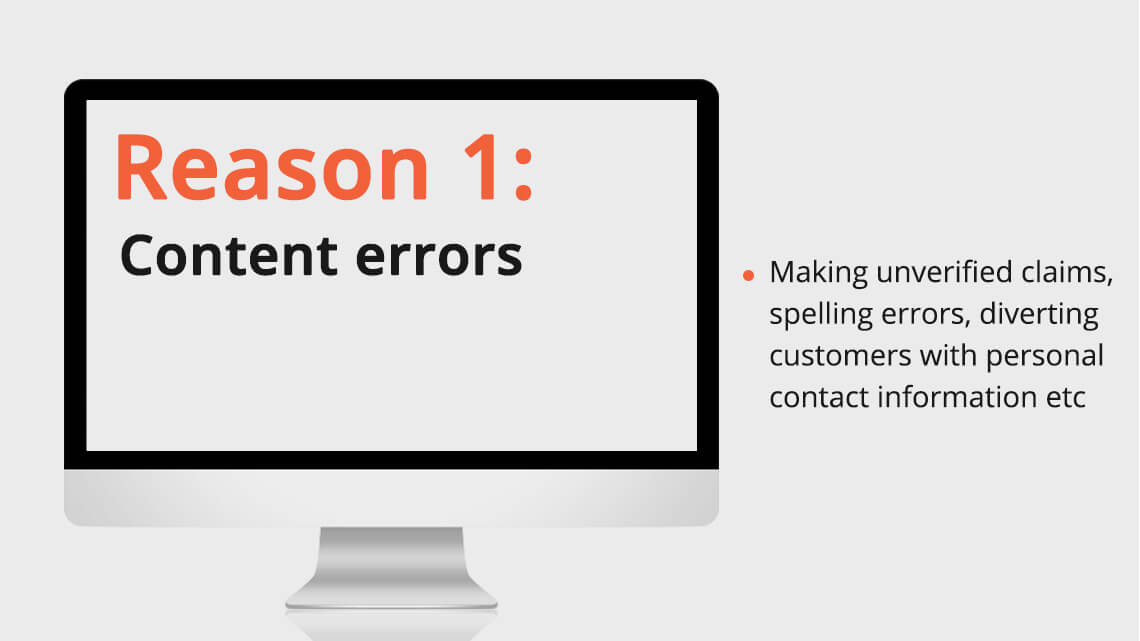 Reason 1:
Content errors
Making unverified claims,
spelling errors, diverting
customers with personal
contact information etc